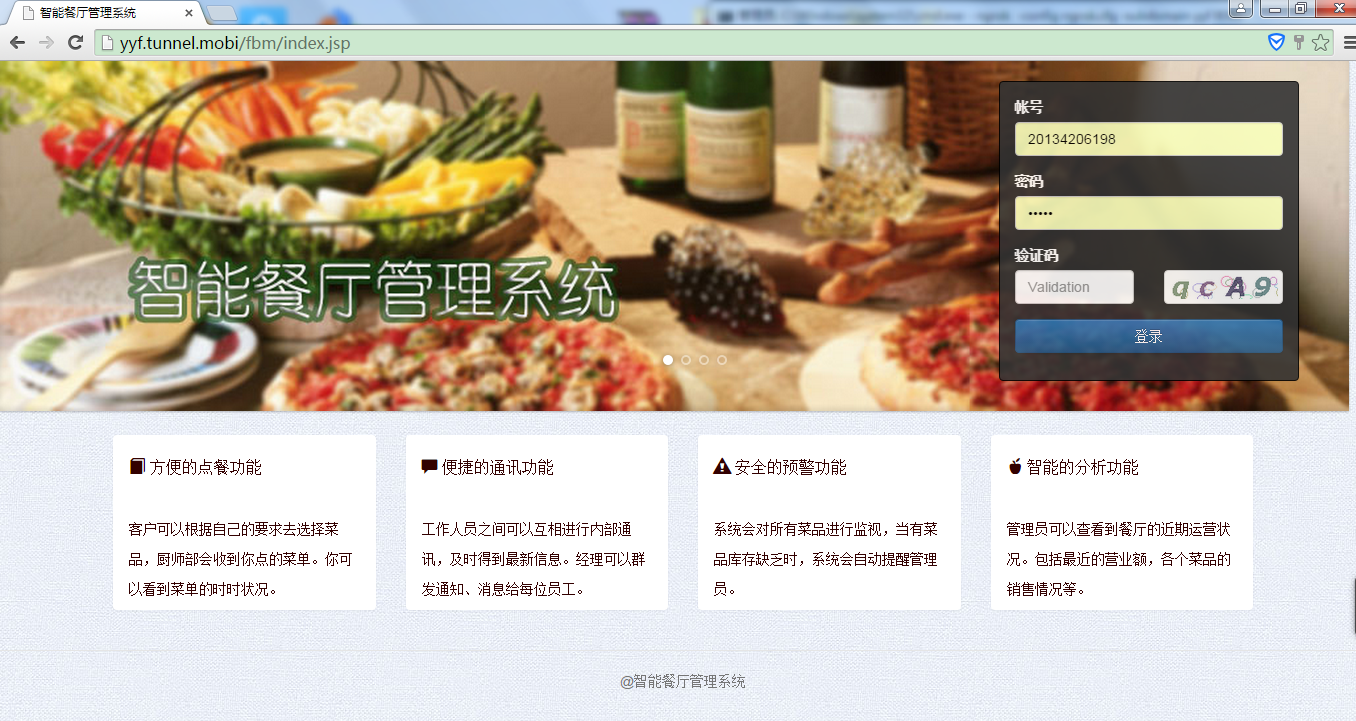 智能餐厅管理系统
yyf.tunnel.mobi/fbm/index.jsp
帐号
20134206198
密码
•••••
验证码
Validation
qcA9
登录
智能餐厅管理系统
方便的点餐功能
客户可以根据自己的要求去选择菜
品，厨师部会收到你点的菜单。你可
以看到菜单的时时状况。
便捷的通讯功能
工作人员之间可以互相进行内部通
讯，及时得到最新信息。经理可以群
发通知、消息给每位员工。
安全的预警功能
系统会对所有菜品进行监视，当有菜
品库存缺乏时，系统会自动提醒管理
员。
智能的分析功能
管理员可以查看到餐厅的近期运营状
况。包括最近的营业额，各个菜品的
销售情况等。
@智能餐厅管理系统